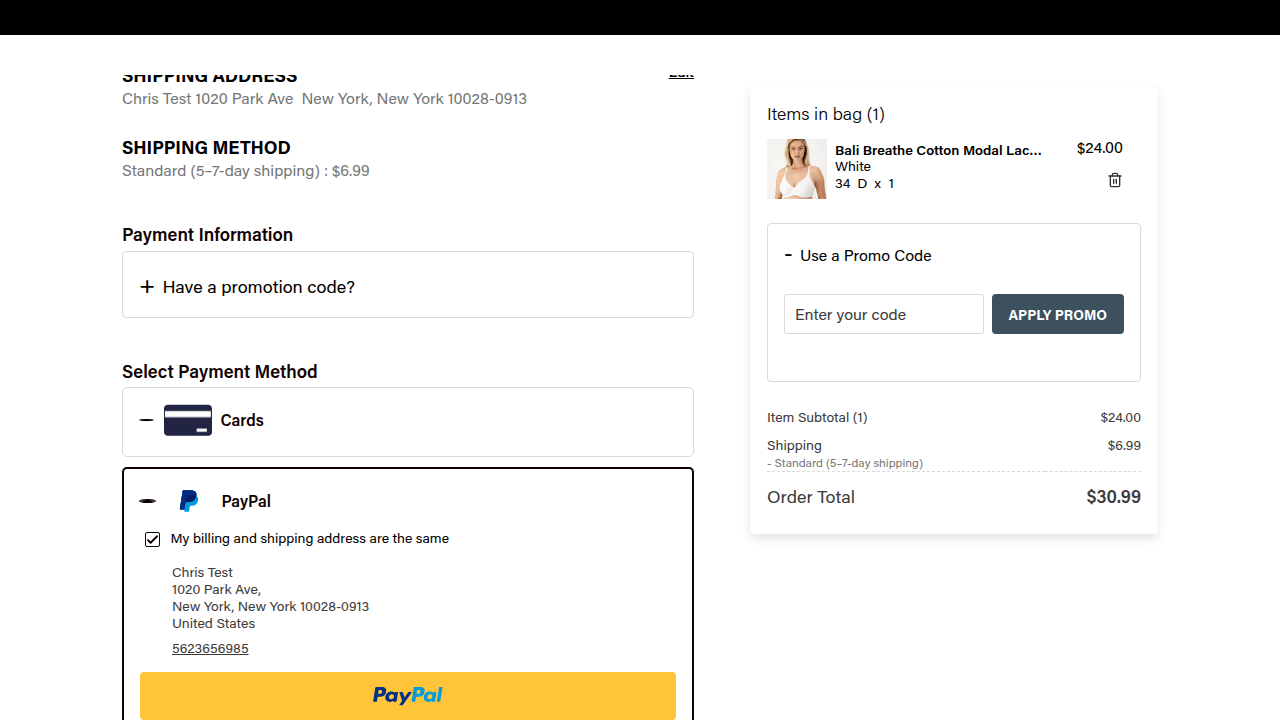 SHIPPING ADDRESS
Edit
Chris Test 1020 Park Ave  New York, New York 10028-0913
SHIPPING METHOD
Standard (5–7-day shipping) : $6.99
Payment Information
+ Have a promotion code?
Select Payment Method
Cards
PayPal
My billing and shipping address are the same
Chris Test
1020 Park Ave,
New York, New York 10028-0913
United States
5623656985
PayPal
Items in bag (1)
Bali Breathe Cotton Modal Lac... $24.00
White
34 D x 1
- Use a Promo Code
Enter your code
APPLY PROMO
Item Subtotal (1) $24.00
Shipping $6.99
- Standard (5–7-day shipping)
Order Total $30.99